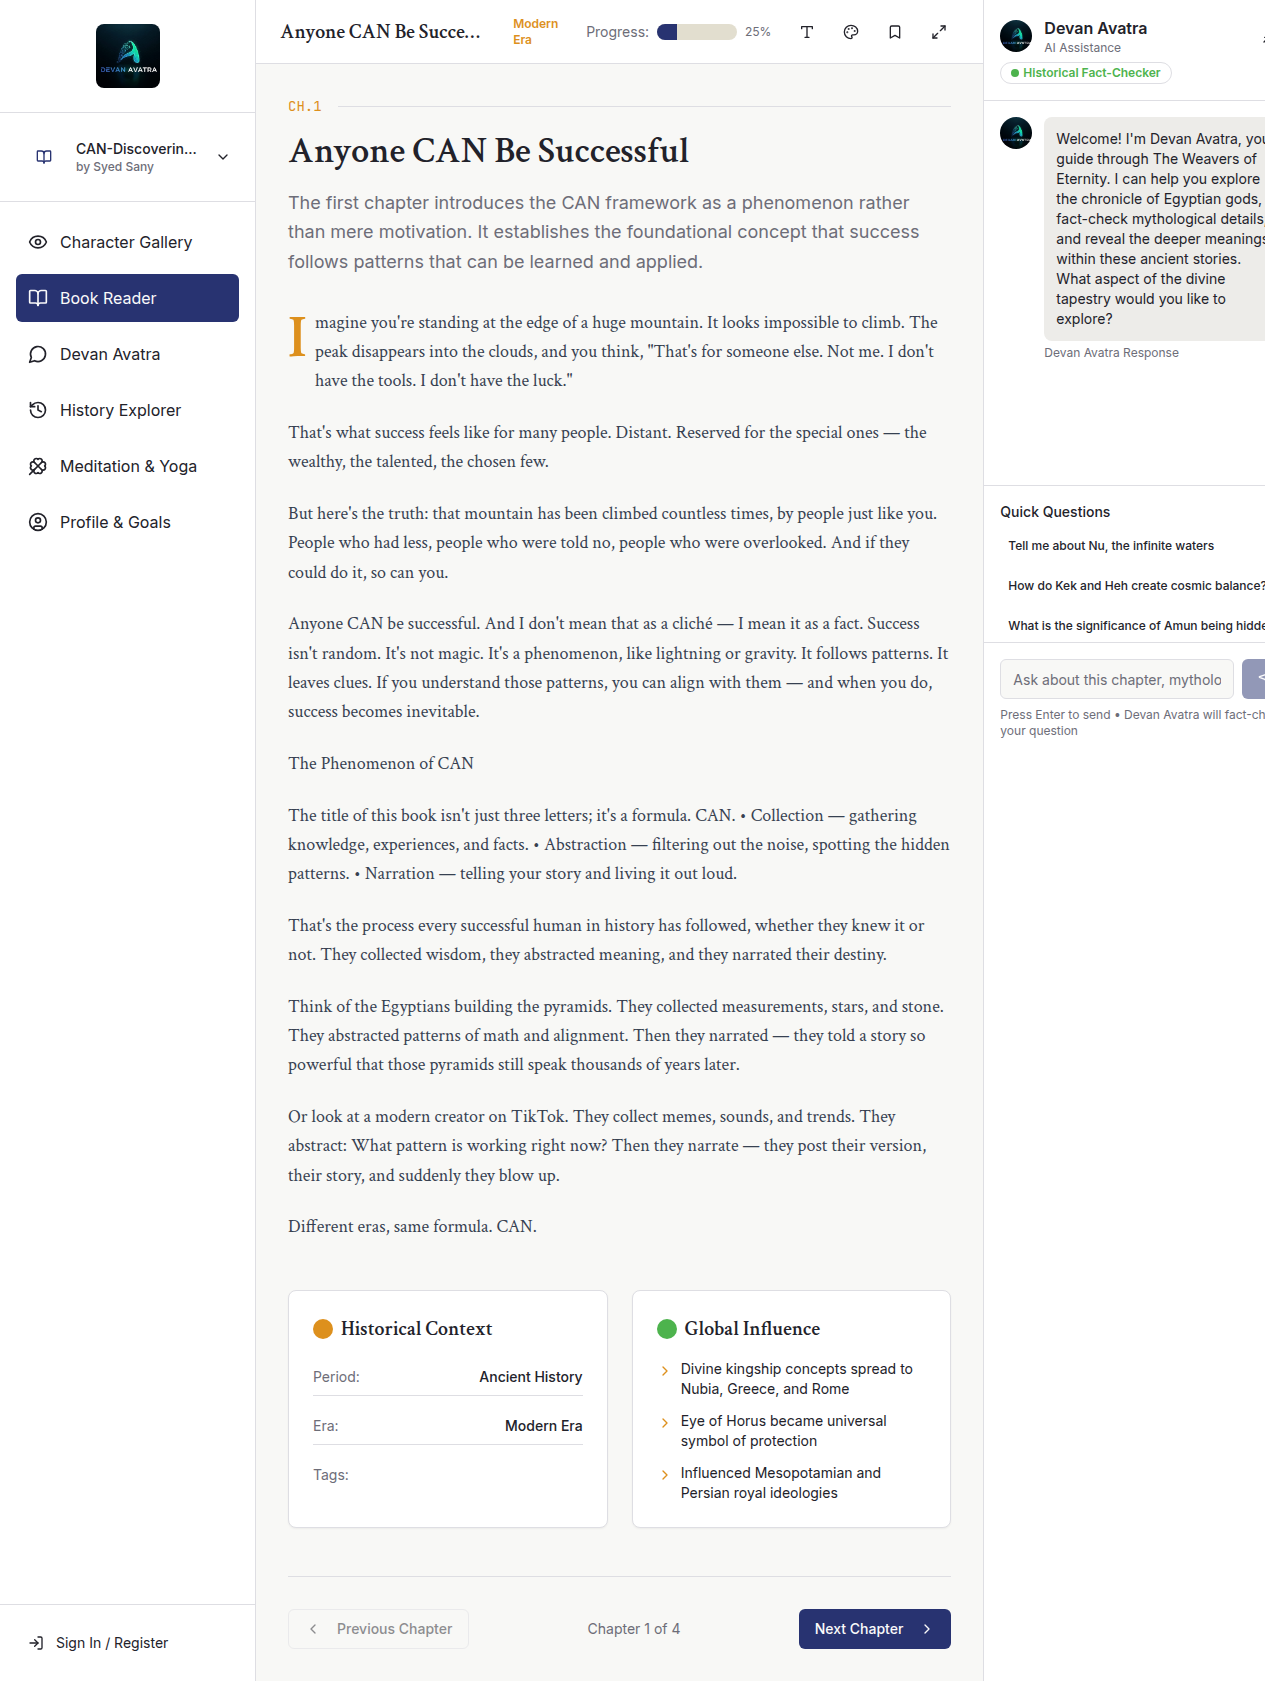 DEVAN AVATRA
CAN-Discoverin...
by Syed Sany
Character Gallery
Book Reader
Devan Avatra
History Explorer
Meditation & Yoga
Profile & Goals
Sign In / Register
Anyone CAN Be Succe...
Modern
Era
Progress:
25%
CH.1
Anyone CAN Be Successful
The first chapter introduces the CAN framework as a phenomenon rather
than mere motivation. It establishes the foundational concept that success
follows patterns that can be learned and applied.
Imagine you're standing at the edge of a huge mountain. It looks impossible to climb. The
peak disappears into the clouds, and you think, "That's for someone else. Not me. I don't
have the tools. I don't have the luck."
That's what success feels like for many people. Distant. Reserved for the special ones — the
wealthy, the talented, the chosen few.
But here's the truth: that mountain has been climbed countless times, by people just like you.
People who had less, people who were told no, people who were overlooked. And if they
could do it, so can you.
Anyone CAN be successful. And I don't mean that as a cliché — I mean it as a fact. Success
isn't random. It's not magic. It's a phenomenon, like lightning or gravity. It follows patterns. It
leaves clues. If you understand those patterns, you can align with them — and when you do,
success becomes inevitable.
The Phenomenon of CAN
The title of this book isn't just three letters; it's a formula. CAN. • Collection — gathering
knowledge, experiences, and facts. • Abstraction — filtering out the noise, spotting the hidden
patterns. • Narration — telling your story and living it out loud.
That's the process every successful human in history has followed, whether they knew it or
not. They collected wisdom, they abstracted meaning, and they narrated their destiny.
Think of the Egyptians building the pyramids. They collected measurements, stars, and stone.
They abstracted patterns of math and alignment. Then they narrated — they told a story so
powerful that those pyramids still speak thousands of years later.
Or look at a modern creator on TikTok. They collect memes, sounds, and trends. They
abstract: What pattern is working right now? Then they narrate — they post their version,
their story, and suddenly they blow up.
Different eras, same formula. CAN.
Historical Context
Period:
Ancient History
Era:
Modern Era
Tags:
Global Influence
Divine kingship concepts spread to
Nubia, Greece, and Rome
Eye of Horus became universal
symbol of protection
Influenced Mesopotamian and
Persian royal ideologies
Previous Chapter
Chapter 1 of 4
Next Chapter
Devan Avatra
AI Assistance
Historical Fact-Checker
Welcome! I'm Devan Avatra, you
guide through The Weavers of
Eternity. I can help you explore
the chronicle of Egyptian gods,
fact-check mythological details,
and reveal the deeper meanings
within these ancient stories.
What aspect of the divine
tapestry would you like to
explore?
Devan Avatra Response
Quick Questions
Tell me about Nu, the infinite waters
How do Kek and Heh create cosmic balance?
What is the significance of Amun being hidde
Ask about this chapter, mytholo
Press Enter to send • Devan Avatra will fact-ch
your question